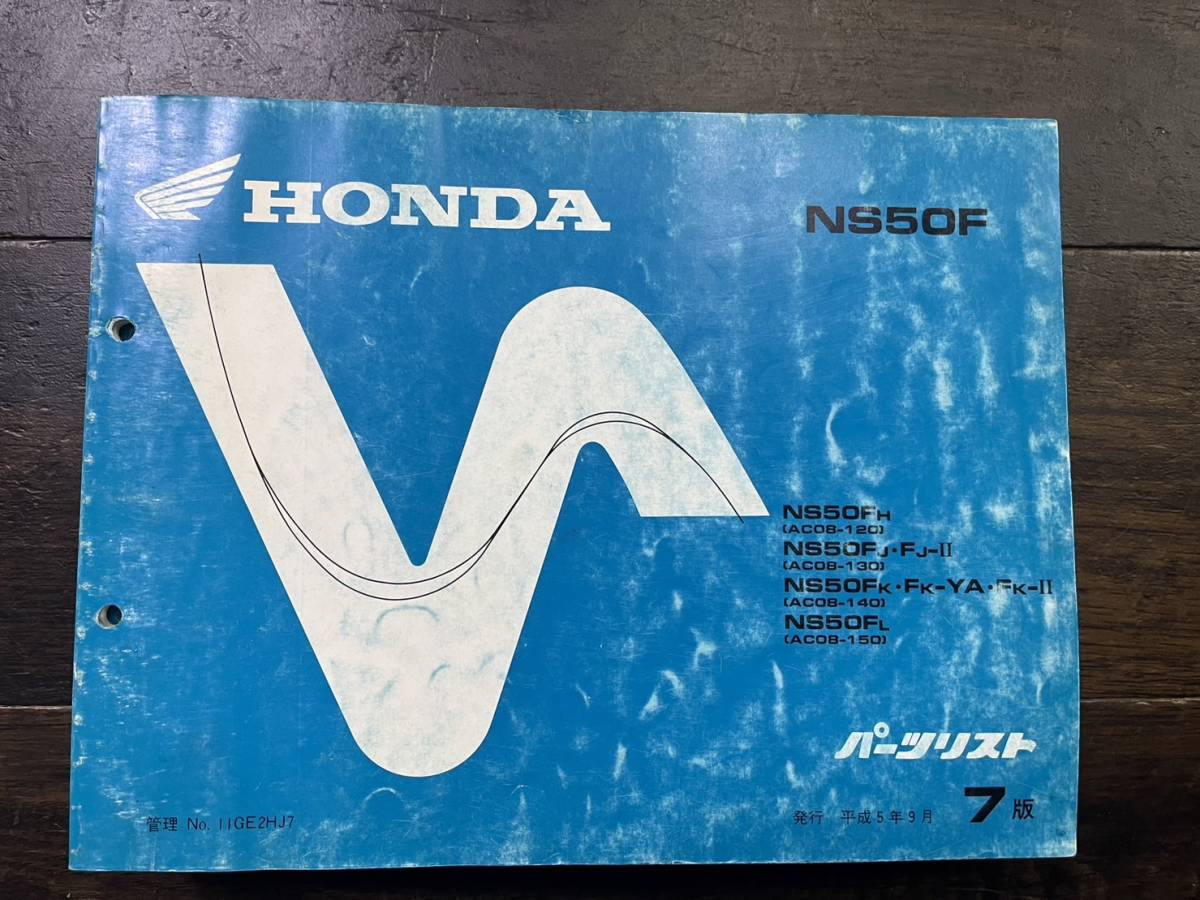 HONDA
NS50F
NS50FH
(AC08-120)
NS50FJ・FJ-II
(AC08-130)
NS50FK・FK-YA・FK-II
(AC08-140)
NS50FL
(AC08-150)
パーツリスト
管理 No. 11GE2HJ7
発行 平成5年9月 7版